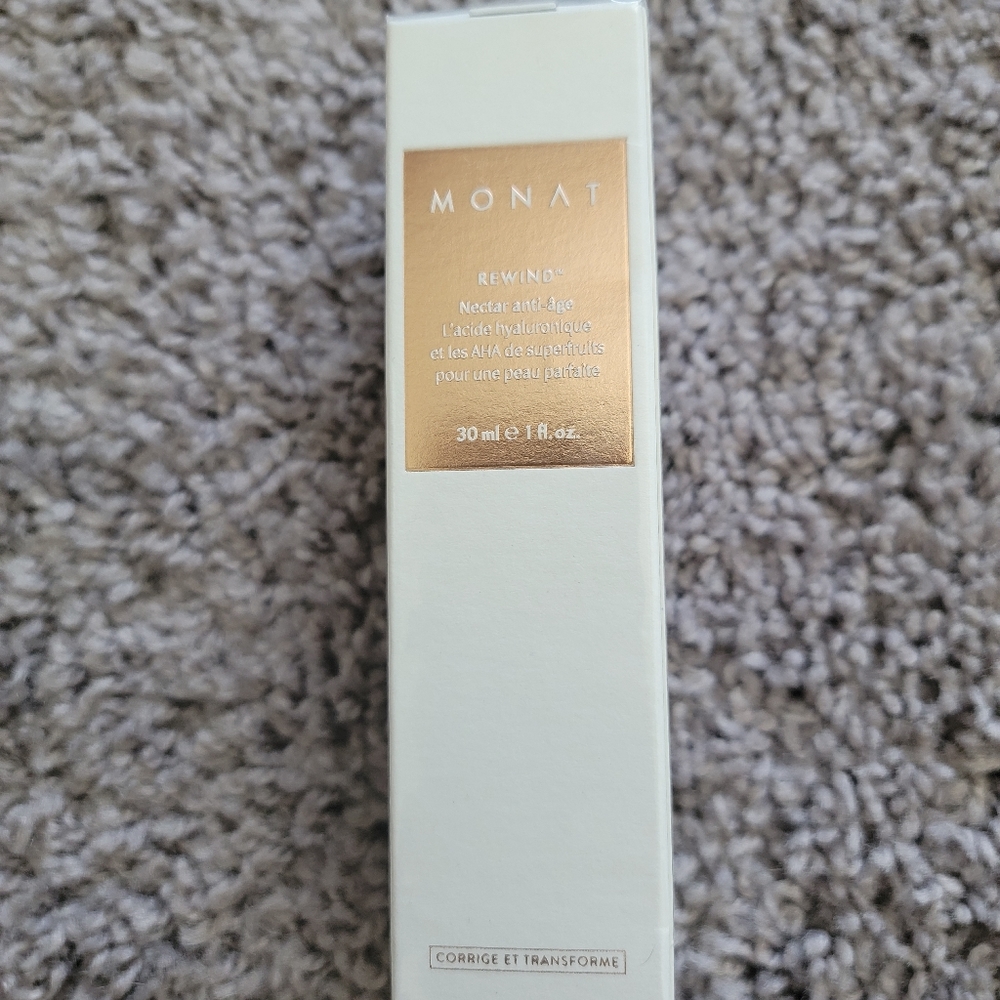 MONAT
REWIND™
Nectar anti-âge
L'acide hyaluronique
et les AHA de superfruits
pour une peau parfaite
30 ml ℮ 1 fl. oz.
CORRIGE ET TRANSFORME